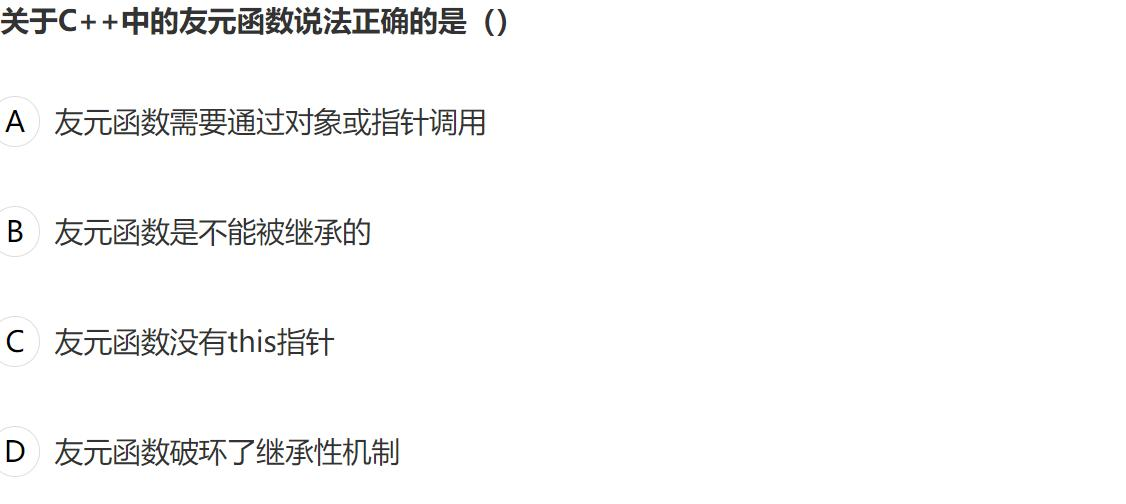 关于C++中的友元函数说法正确的是（）
A 友元函数需要通过对象或指针调用
B 友元函数是不能被继承的
C 友元函数没有this指针
D 友元函数破环了继承性机制